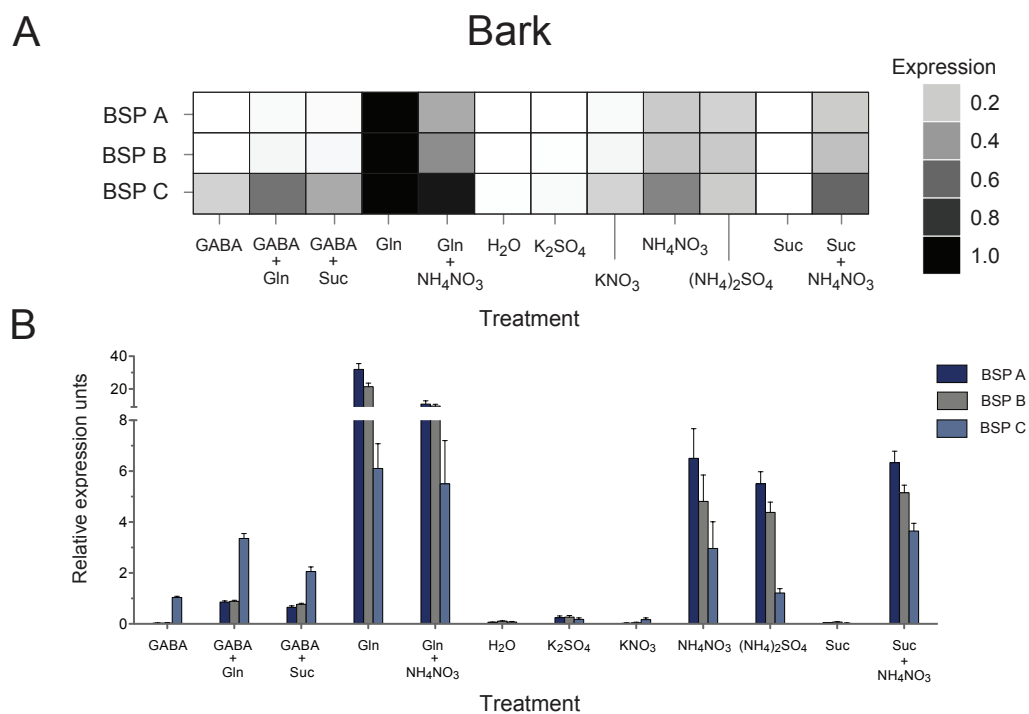 A
Bark
Expression
0.2
0.4
0.6
0.8
1.0
BSP A
BSP B
BSP C
GABA
GABA
+
Gln
GABA
+
Suc
Gln
Gln
+
NH4NO3
H2O
K2SO4
KNO3
NH4NO3
(NH4)2SO4
Suc
Suc
+
NH4NO3
Treatment
B
Relative expression unts
40
20
8
6
4
2
0
BSP A
BSP B
BSP C
GABA
GABA
+
Gln
GABA
+
Suc
Gln
Gln
+
NH4NO3
H2O
K2SO4
KNO3
NH4NO3
(NH4)2SO4
Suc
Suc
+
NH4NO3
Treatment